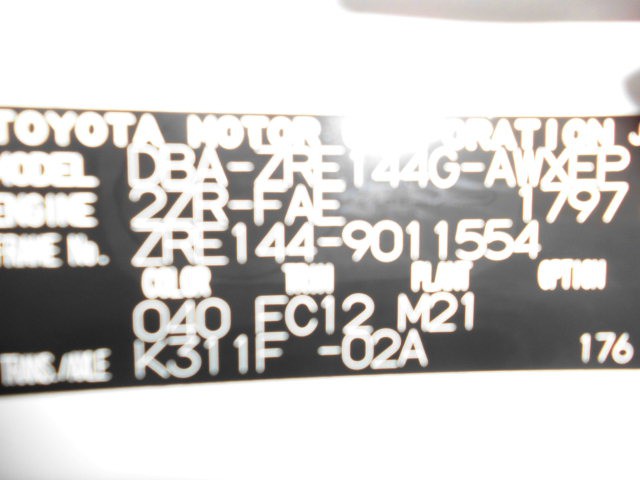 TOYOTA MOTOR CORPORATION J
MODEL DBA-ZRE144G-AWXEP
ENGINE 2ZR-FAE 1797
FRAME No. ZRE144-9011554
COLOR TRIM PLANT OPTION
040 FC12 M21
TRANS./AXLE K311F -02A 176